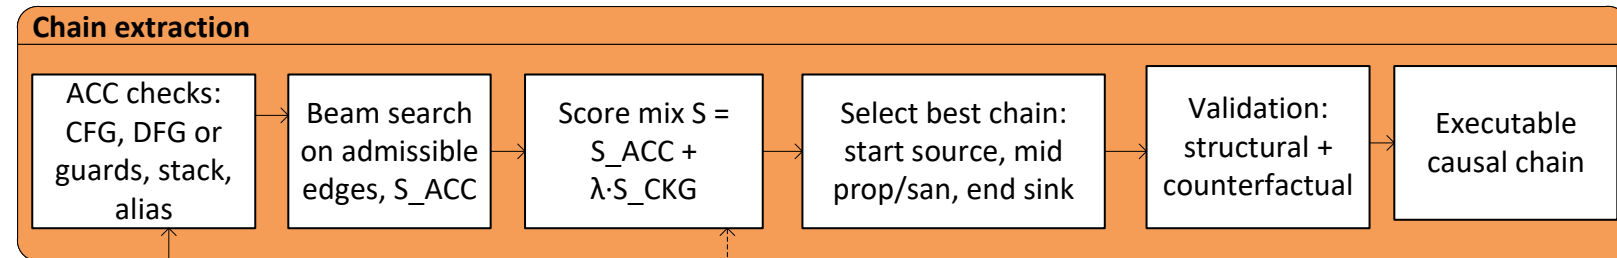 Chain extraction
ACC checks:
CFG, DFG or
guards, stack,
alias
Beam search
on admissible
edges, S_ACC
Score mix S =
S_ACC +
λ·S_CKG
Select best chain:
start source, mid
prop/san, end sink
Validation:
structural +
counterfactual
Executable
causal chain